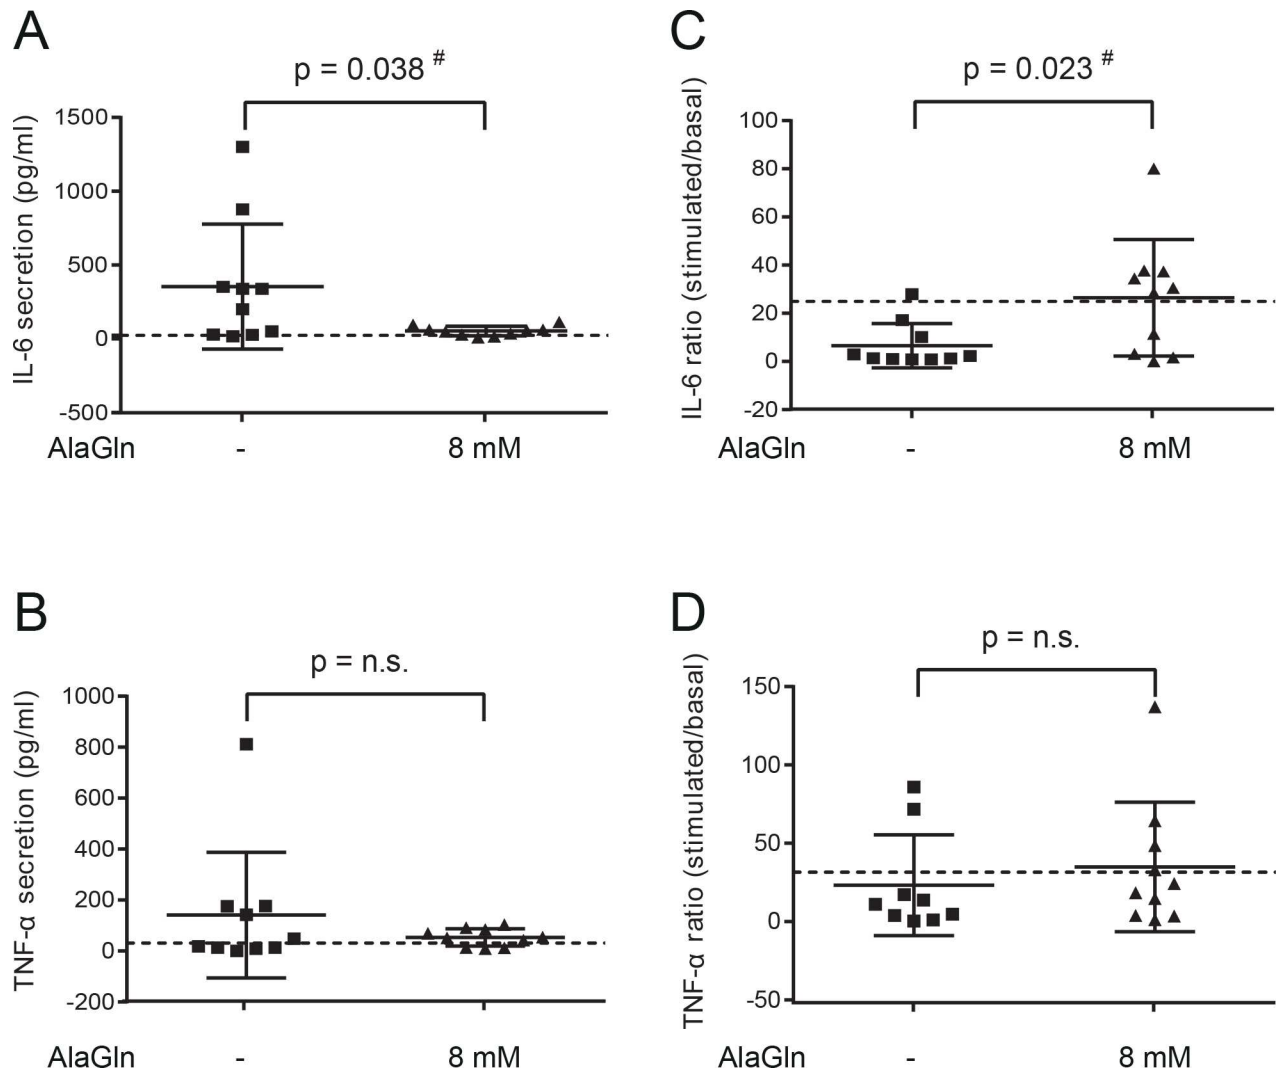 A
p = 0.038 #
IL-6 secretion (pg/ml)
1500
1000
500
0
-500
AlaGln - 8 mM
C
p = 0.023 #
IL-6 ratio (stimulated/basal)
100
80
60
40
20
0
-20
AlaGln - 8 mM
B
p = n.s.
TNF-α secretion (pg/ml)
1000
800
600
400
200
0
-200
AlaGln - 8 mM
D
p = n.s.
TNF-α ratio (stimulated/basal)
150
100
50
0
-50
AlaGln - 8 mM